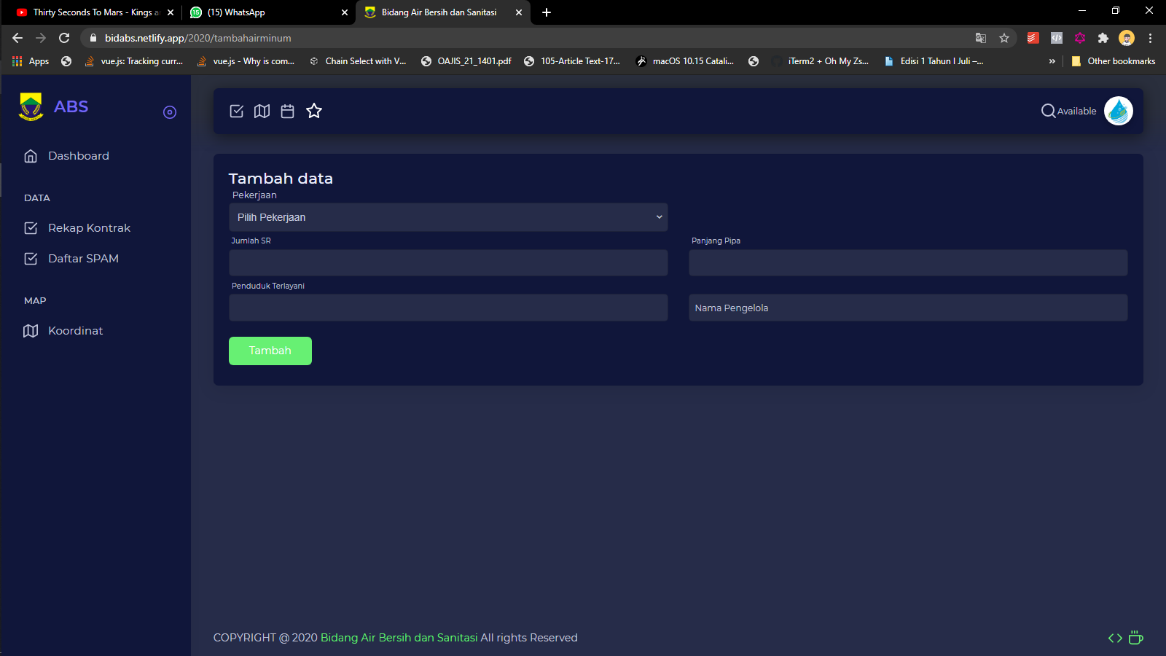 Thirty Seconds To Mars - Kings a
(15) WhatsApp
Bidang Air Bersih dan Sanitasi
bidabs.netlify.app/2020/tambahairminum
Apps
vue.js: Tracking curr...
vue.js - Why is com...
Chain Select with V...
OAJIS_21_1401.pdf
105-Article Text-17...
macOS 10.15 Catali...
iTerm2 + Oh My Zs...
Edisi 1 Tahun I Juli –...
»
Other bookmarks
ABS
Dashboard
DATA
Rekap Kontrak
Daftar SPAM
MAP
Koordinat
Available
Tambah data
Pekerjaan
Pilih Pekerjaan
Jumlah SR
Panjang Pipa
Penduduk Terlayani
Nama Pengelola
Tambah
COPYRIGHT @ 2020 Bidang Air Bersih dan Sanitasi All rights Reserved